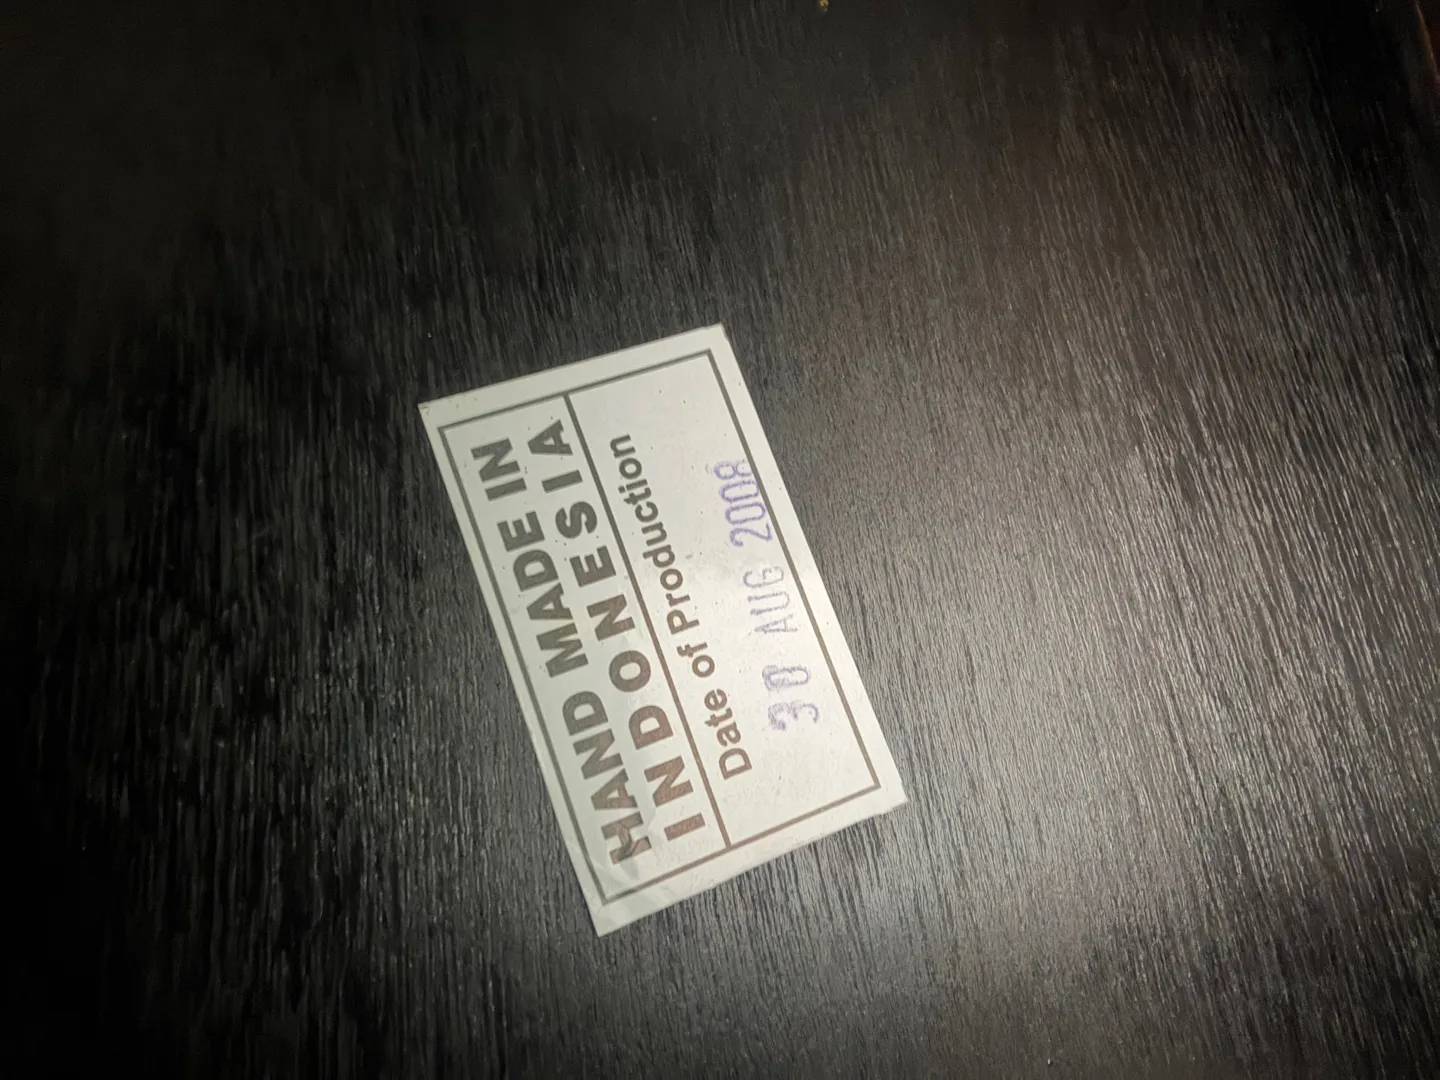 HAND MADE IN
INDONESIA
Date of Production
30 AUG 2008